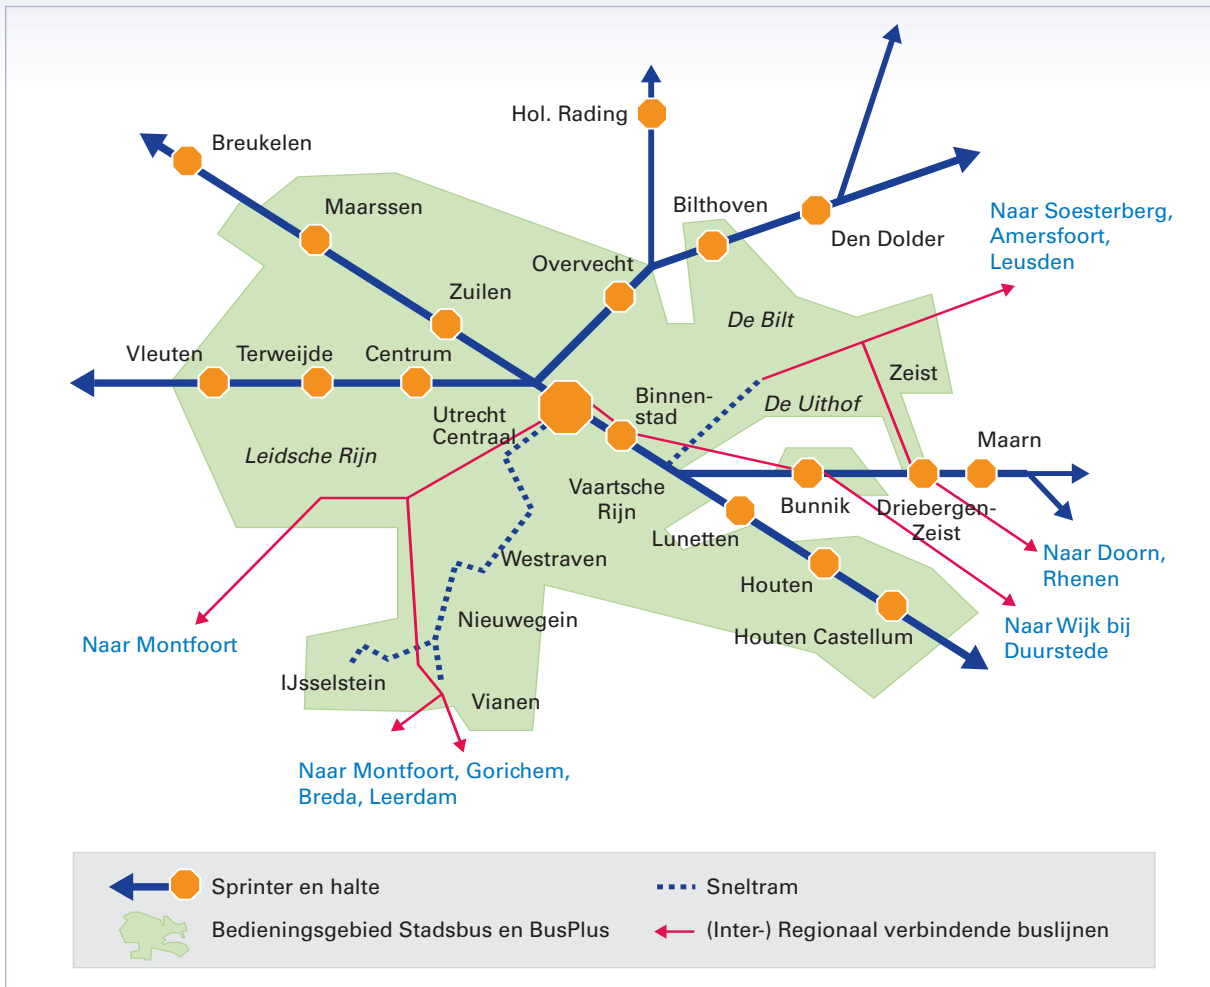 Breukelen
Hol. Rading
Maarssen
Bilthoven
Den Dolder
Naar Soesterberg,
Amersfoort,
Leusden
Overvecht
Zuilen
De Bilt
Vleuten
Terweijde
Centrum
Zeist
Binnen-
stad
De Uithof
Utrecht
Centraal
Leidsche Rijn
Maarn
Vaartsche
Rijn
Bunnik
Driebergen-
Zeist
Lunetten
Naar Doorn,
Rhenen
Westraven
Houten
Nieuwegein
Houten Castellum
Naar Wijk bij
Duurstede
Naar Montfoort
IJsselstein
Vianen
Naar Montfoort, Gorichem,
Breda, Leerdam
Sprinter en halte
Sneltram
Bedieningsgebied Stadsbus en BusPlus
(Inter-) Regionaal verbindende buslijnen